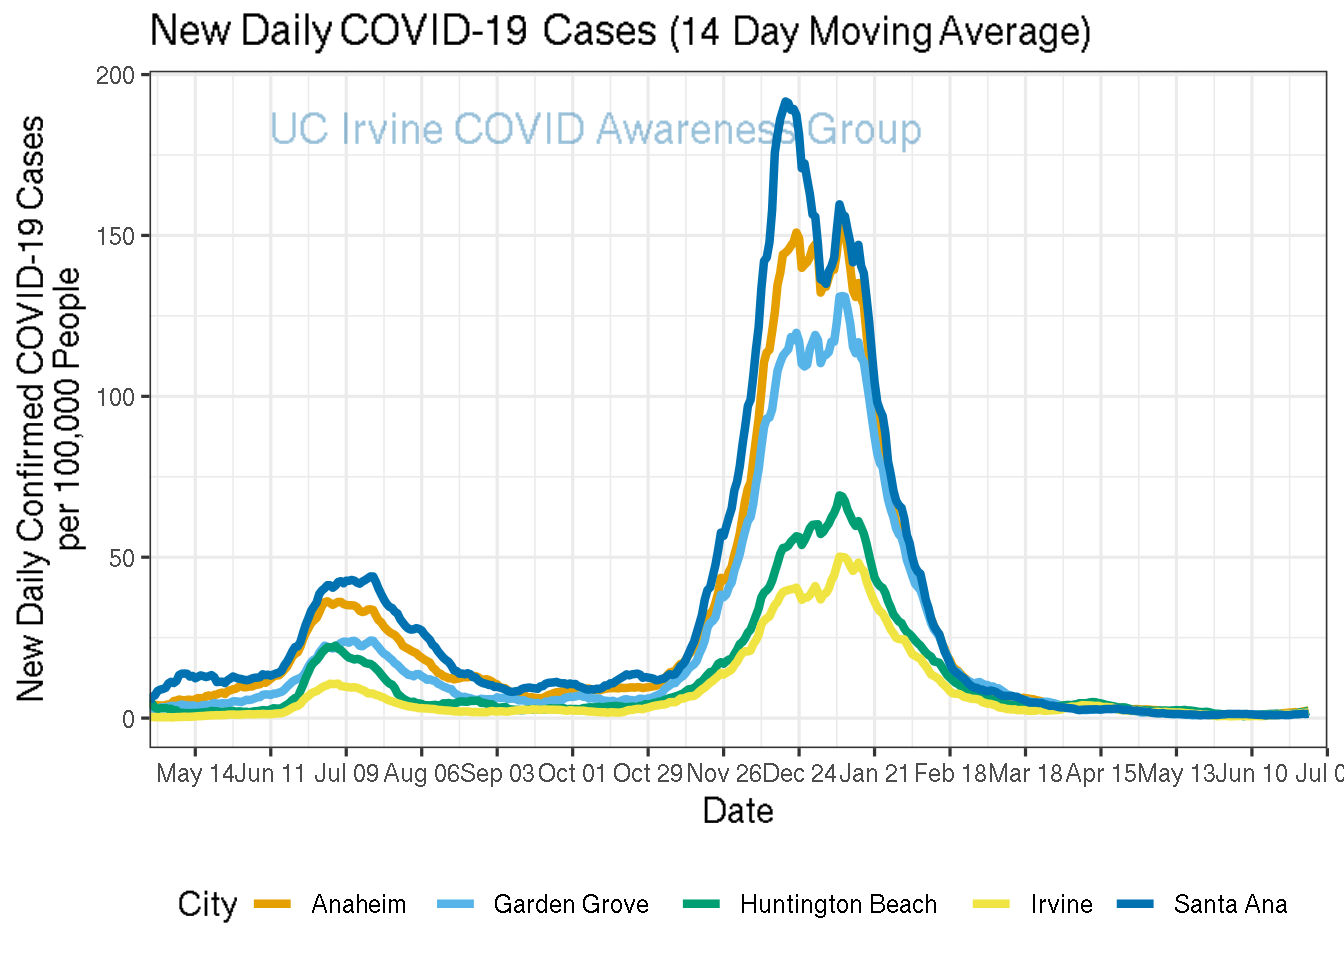 New Daily COVID-19 Cases (14 Day Moving Average)
UC Irvine COVID Awareness Group
New Daily Confirmed COVID-19 Cases
per 100,000 People
200
150
100
50
0
May 14 Jun 11 Jul 09 Aug 06 Sep 03 Oct 01 Oct 29 Nov 26 Dec 24 Jan 21 Feb 18 Mar 18 Apr 15 May 13 Jun 10 Jul 0
Date
City Anaheim Garden Grove Huntington Beach Irvine Santa Ana